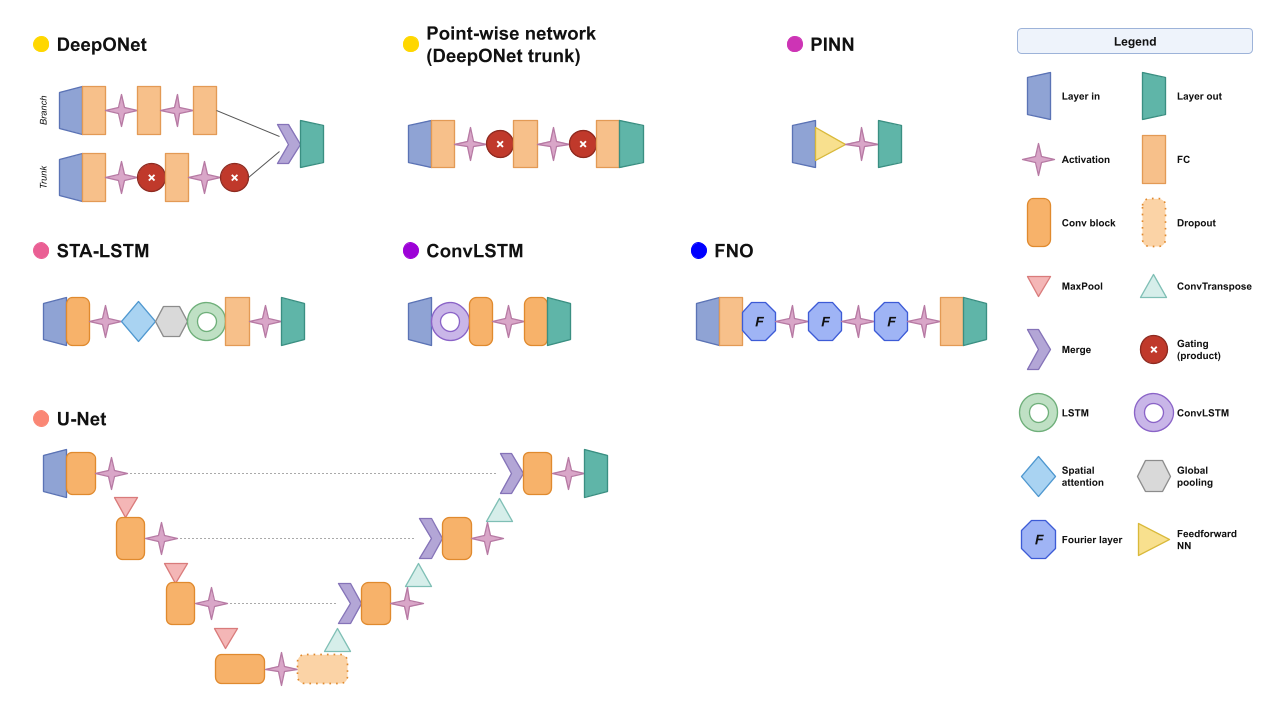 DeepONet
Point-wise network
(DeepONet trunk)
PINN
Legend
Branch
Trunk
×
×
×
×
Layer in
Layer out
Activation
FC
Conv block
Dropout
MaxPool
ConvTranspose
Merge
×
Gating
(product)
LSTM
ConvLSTM
Spatial
attention
Global
pooling
F
Fourier layer
Feedforward
NN
STA-LSTM
ConvLSTM
FNO
F
F
F
U-Net